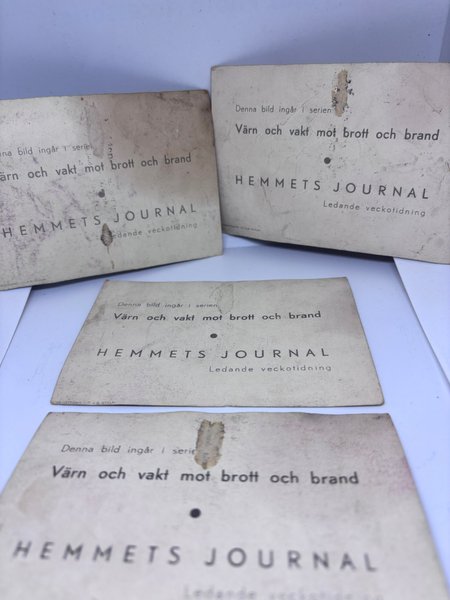 Denna bild ingår i serien
Värn och vakt mot brott och brand
HEMMETS JOURNAL
Ledande veckotidning
Denna bild ingår i serien
Värn och vakt mot brott och brand
HEMMETS JOURNAL
Ledande veckotidning
Denna bild ingår i serien
Värn och vakt mot brott och brand
HEMMETS JOURNAL
Ledande veckotidning
Denna bild ingår i serien
Värn och vakt mot brott och brand
HEMMETS JOURNAL
Ledande veckotidning